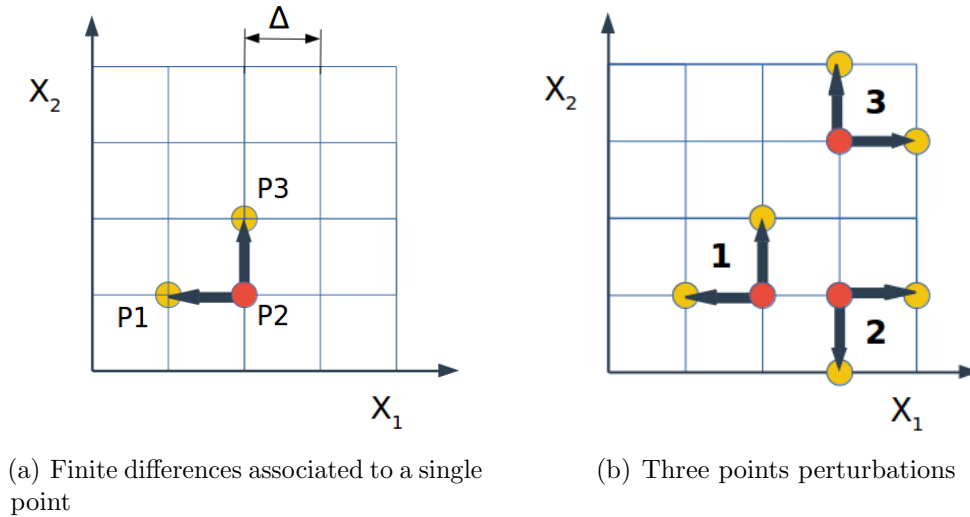 Δ
X₂
P3
P1
P2
X₁
(a) Finite differences associated to a single
point
X₂
3
1
2
X₁
(b) Three points perturbations